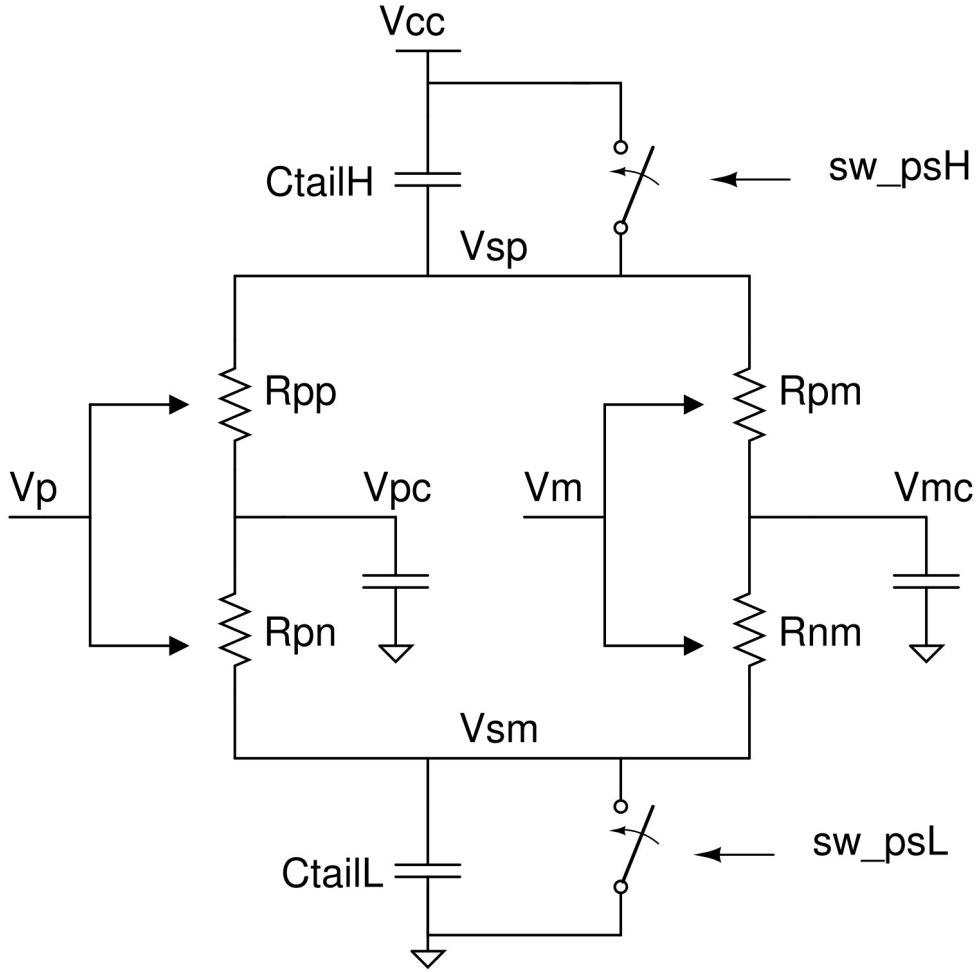 Vcc
CtailH
sw_psH
Vsp
Rpp
Rpm
Vp
Vpc
Vm
Vmc
Rpn
Rnm
Vsm
CtailL
sw_psL